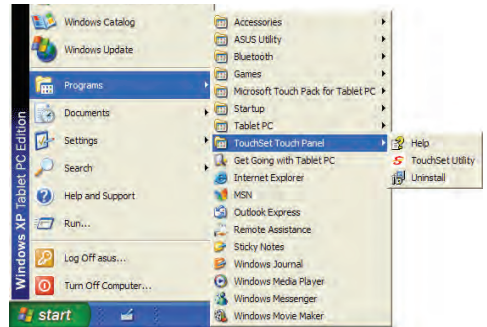 Windows XP Tablet PC Edition
Windows Catalog
Windows Update
Programs
Documents
Settings
Search
Help and Support
Run...
Log Off asus...
Turn Off Computer...
start
Accessories
ASUS Utility
Bluetooth
Games
Microsoft Touch Pack for Tablet PC
Startup
Tablet PC
TouchSet Touch Panel
Get Going with Tablet PC
Internet Explorer
MSN
Outlook Express
Remote Assistance
Sticky Notes
Windows Journal
Windows Media Player
Windows Messenger
Windows Movie Maker
Help
TouchSet Utility
Uninstall